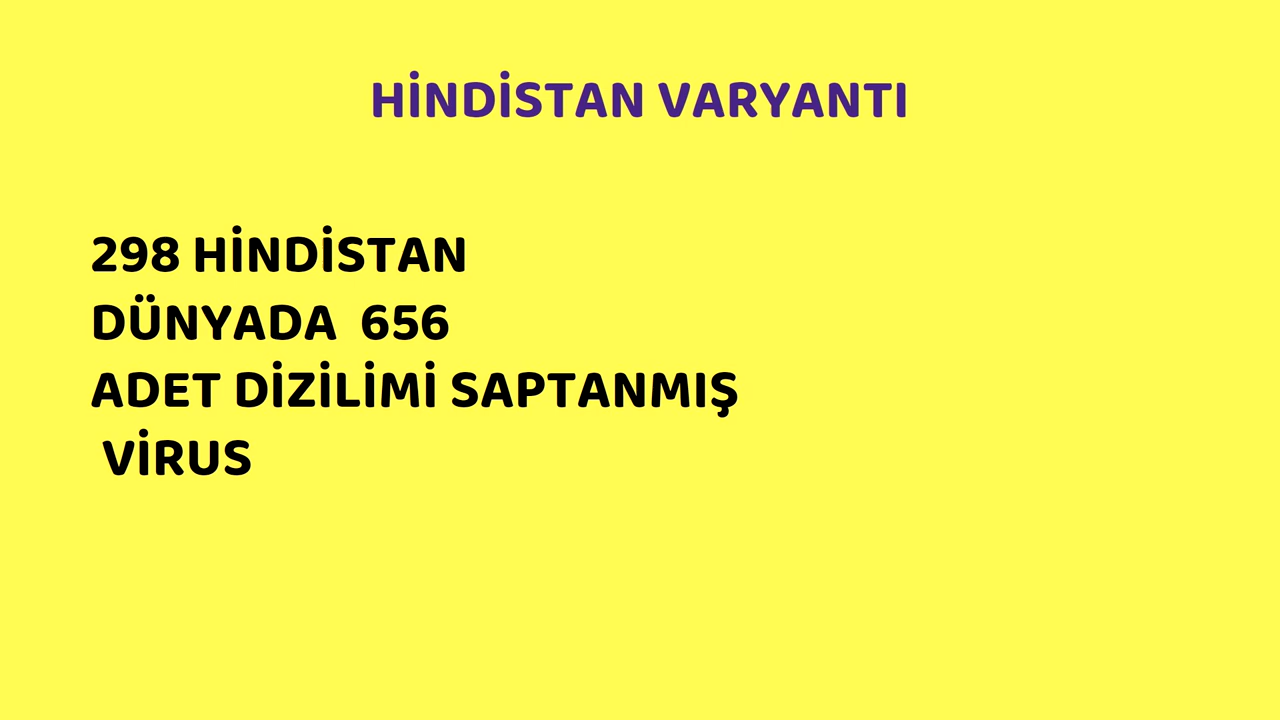 HİNDİSTAN VARYANTI
298 HİNDİSTAN
DÜNYADA 656
ADET DİZİLİMİ SAPTANMIŞ
VİRUS